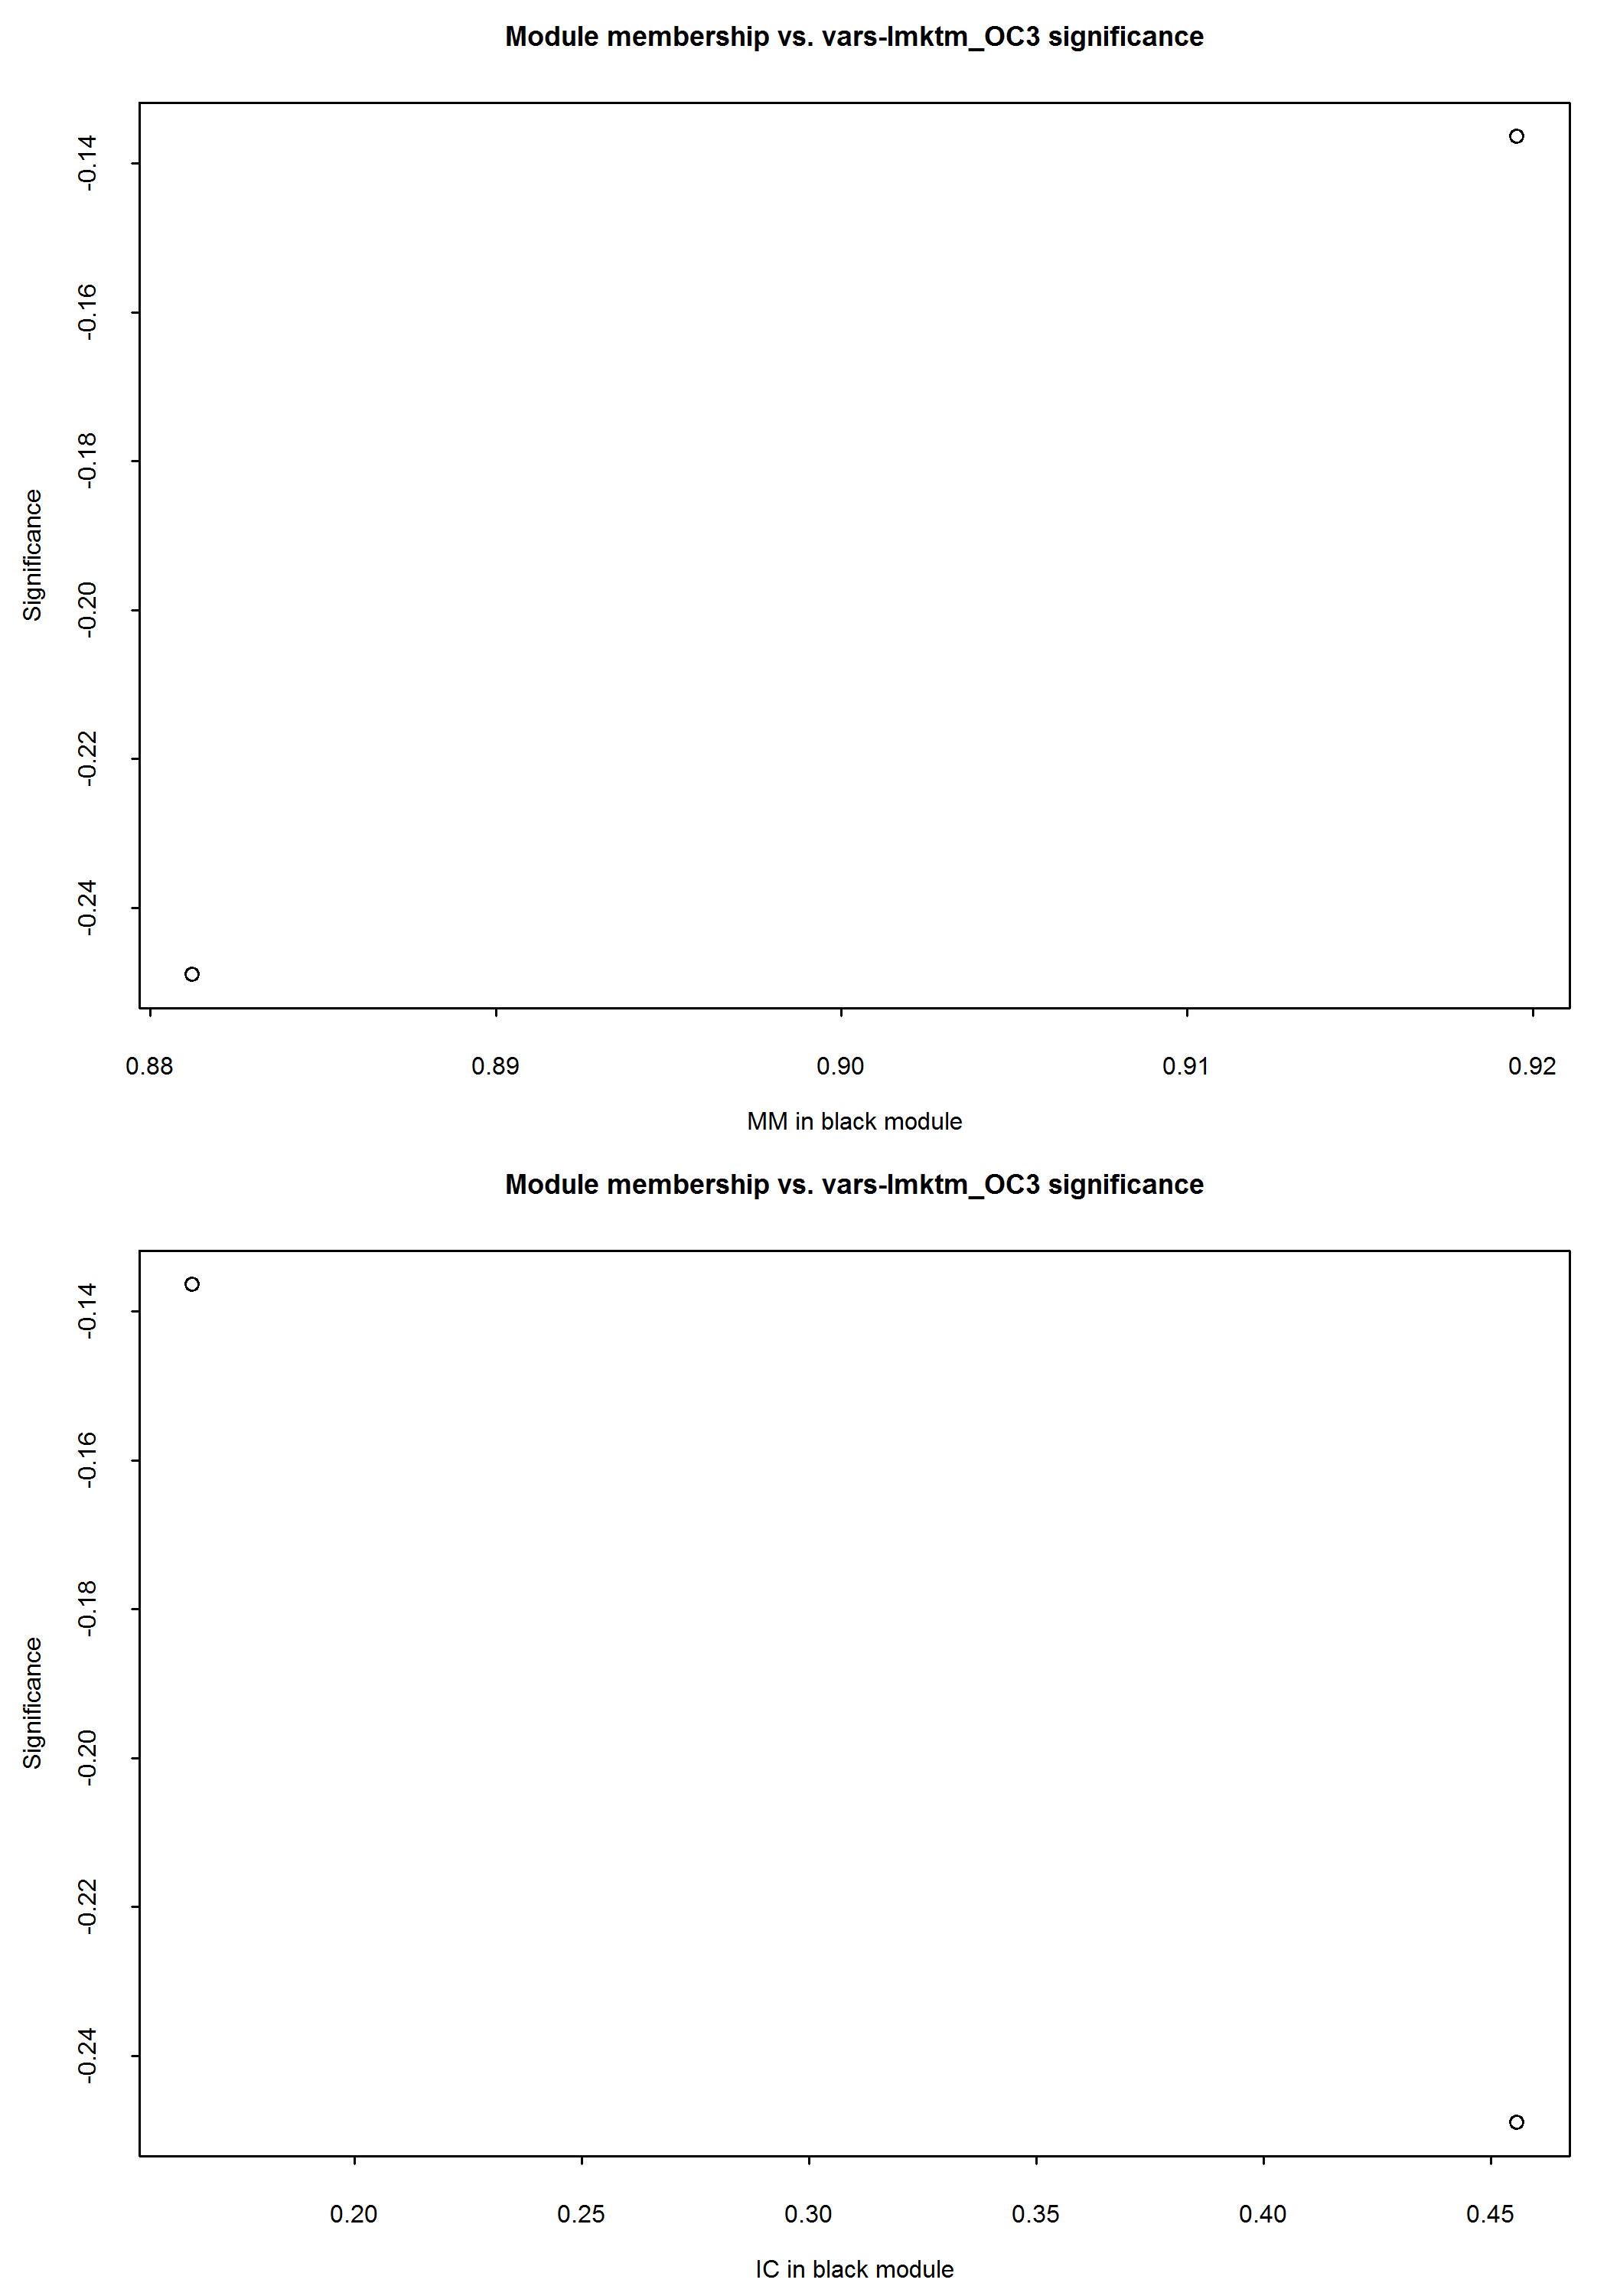 Module membership vs. vars-lmktm_OC3 significance
-0.14
-0.16
-0.18
-0.20
-0.22
-0.24
Significance
0.88 0.89 0.90 0.91 0.92
MM in black module
Module membership vs. vars-lmktm_OC3 significance
-0.14
-0.16
-0.18
-0.20
-0.22
-0.24
Significance
0.20 0.25 0.30 0.35 0.40 0.45
IC in black module